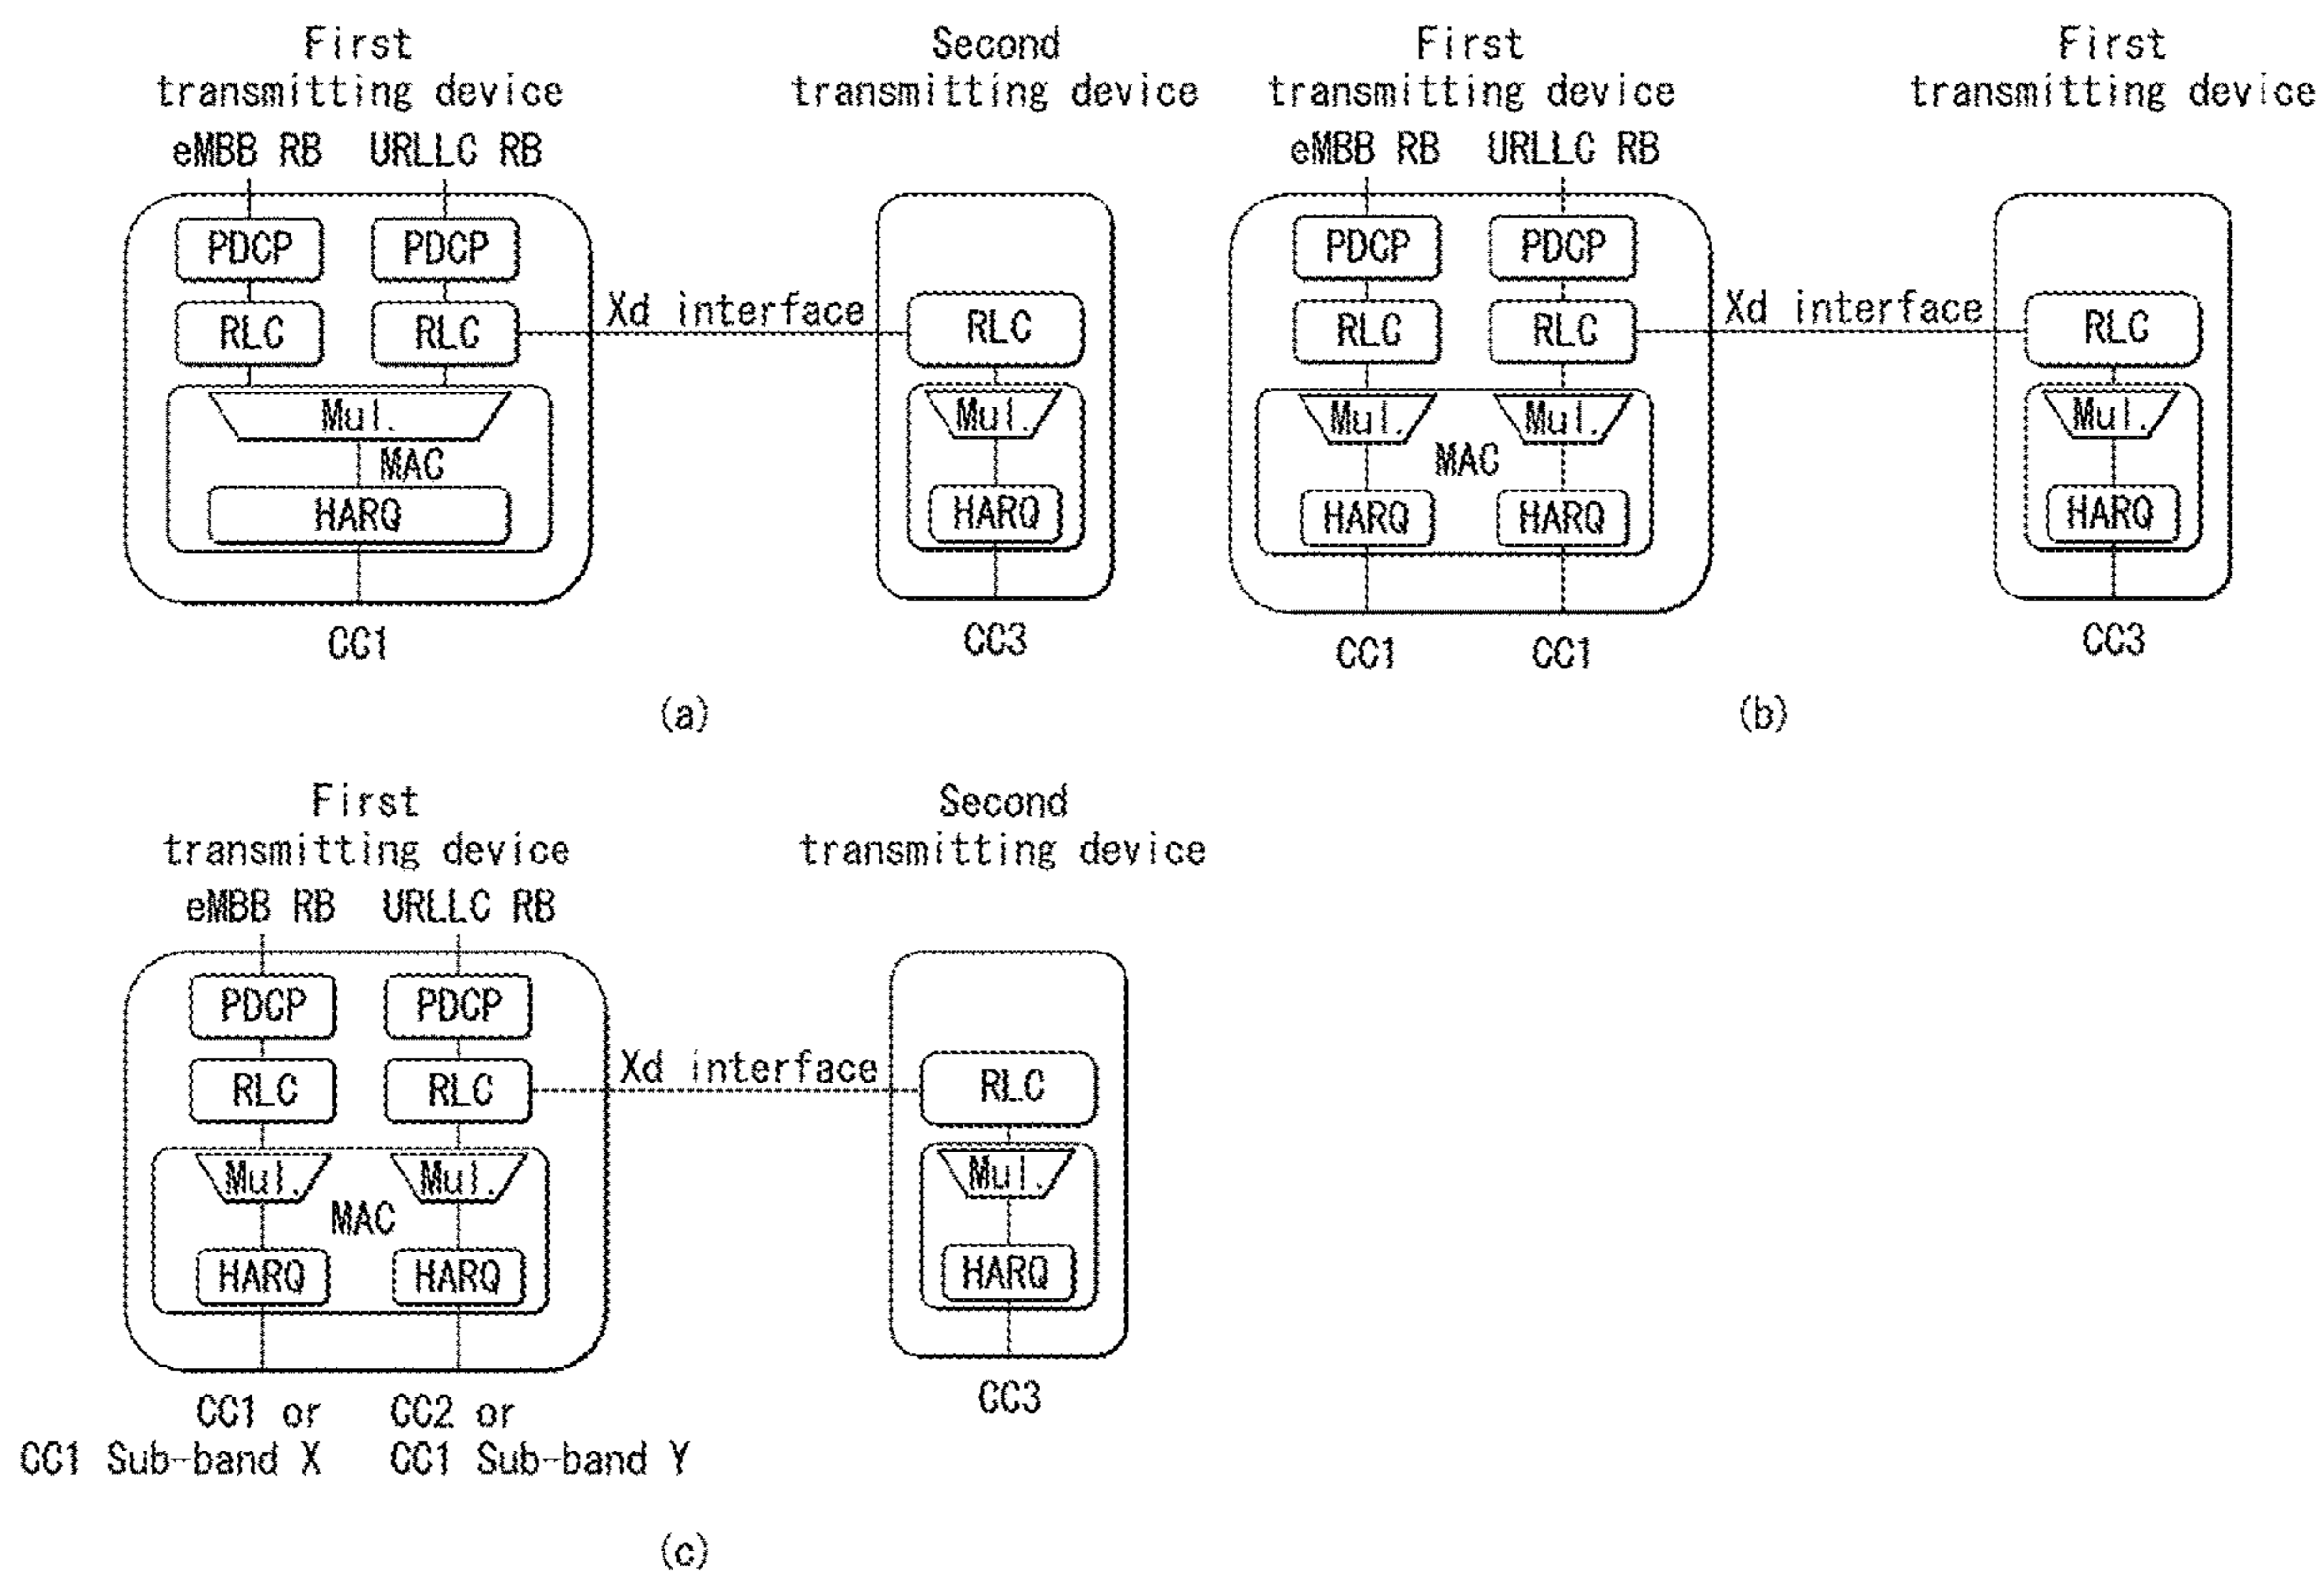 First
transmitting device
Second
transmitting device
eMBB RB URLLC RB
PDCP PDCP
RLC RLC
Xd interface
RLC
Mul.
MAC
HARQ
Mul.
HARQ
CC1
CC3
(a)
First
transmitting device
First
transmitting device
eMBB RB URLLC RB
PDCP PDCP
RLC RLC
Xd interface
RLC
Mul. Mul.
MAC
HARQ HARQ
Mul.
HARQ
CC1 CC1
CC3
(b)
First
transmitting device
Second
transmitting device
eMBB RB URLLC RB
PDCP PDCP
RLC RLC
Xd interface
RLC
Mul. Mul.
MAC
HARQ HARQ
Mul.
HARQ
CC1 or
CC1 Sub-band X
CC2 or
CC1 Sub-band Y
CC3
(c)